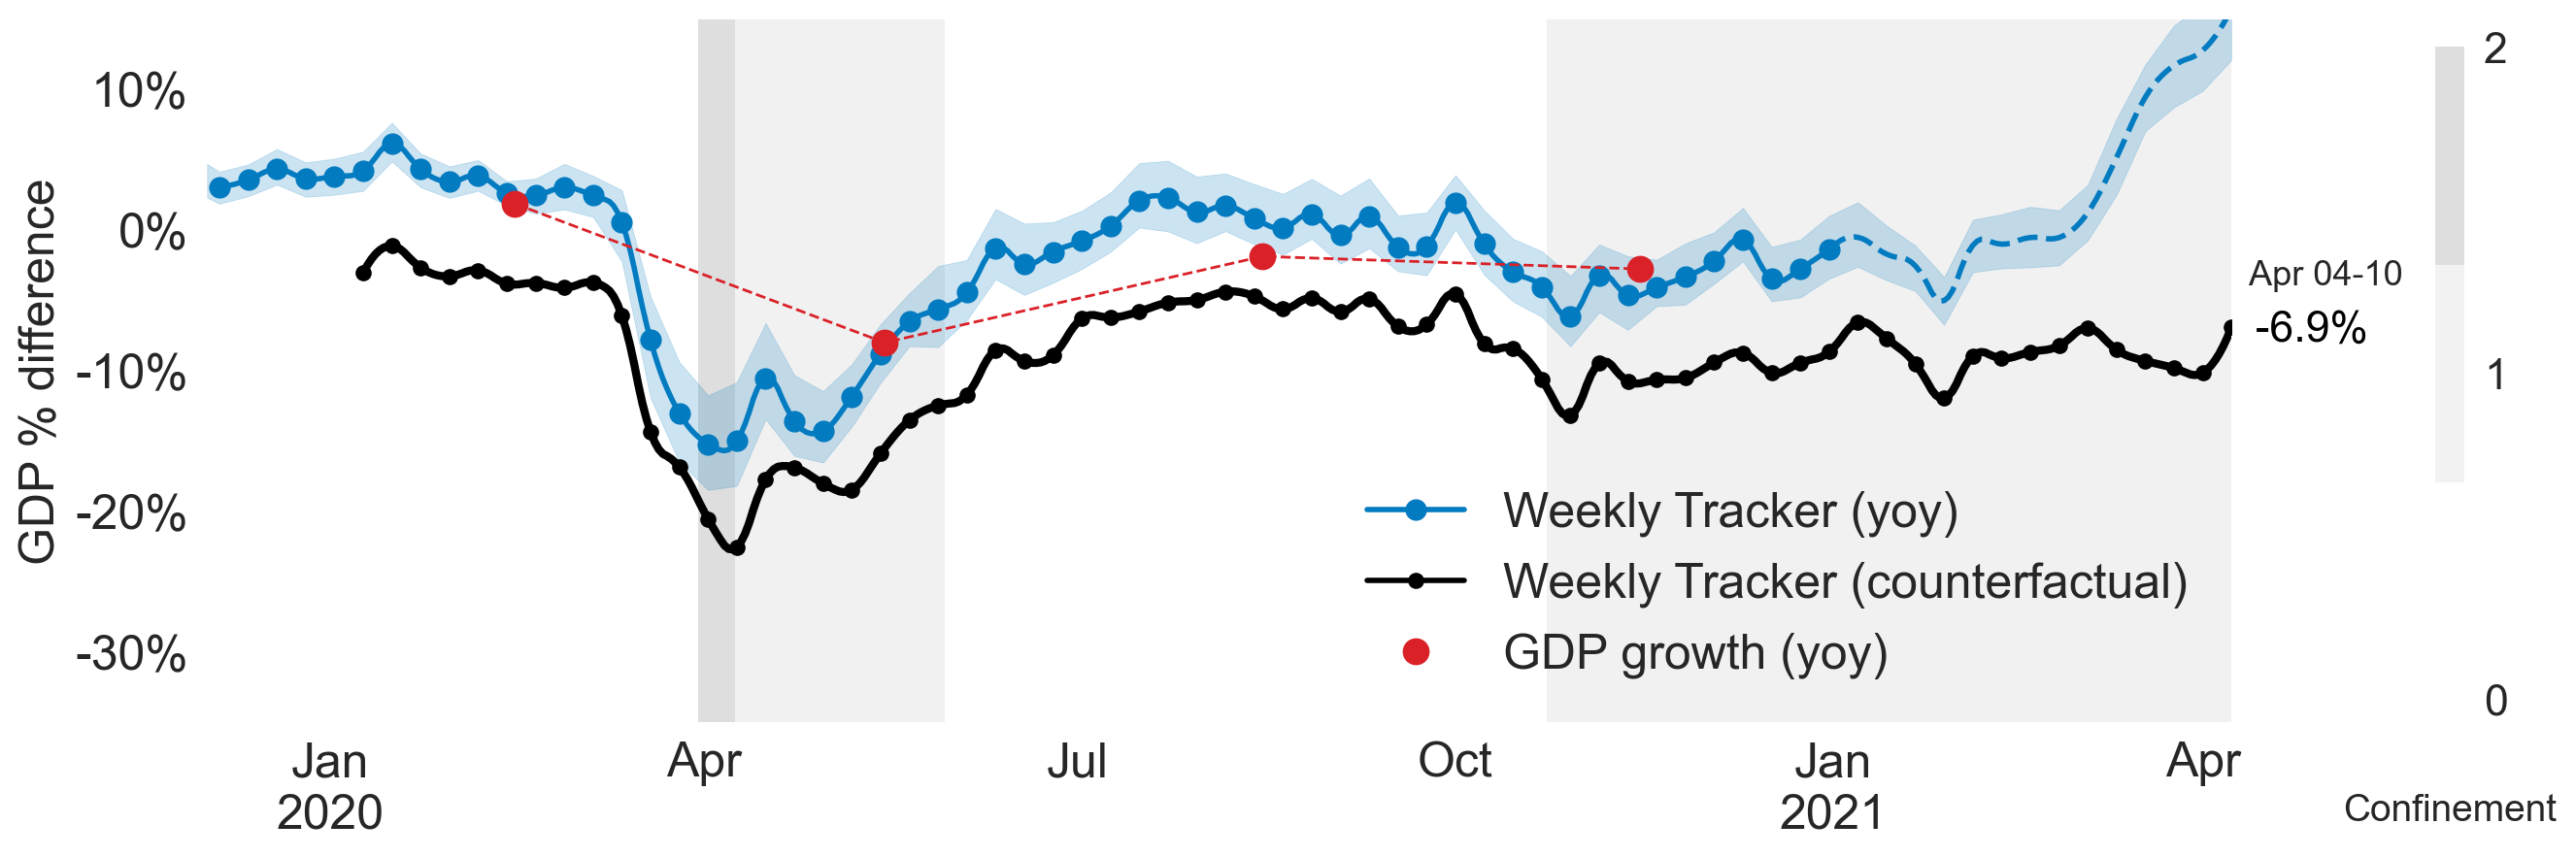 GDP % difference
10%
0%
-10%
-20%
-30%
Jan
2020
Apr
Jul
Oct
Jan
2021
Apr
Weekly Tracker (yoy)
Weekly Tracker (counterfactual)
GDP growth (yoy)
Apr 04-10
-6.9%
2
1
0
Confinement